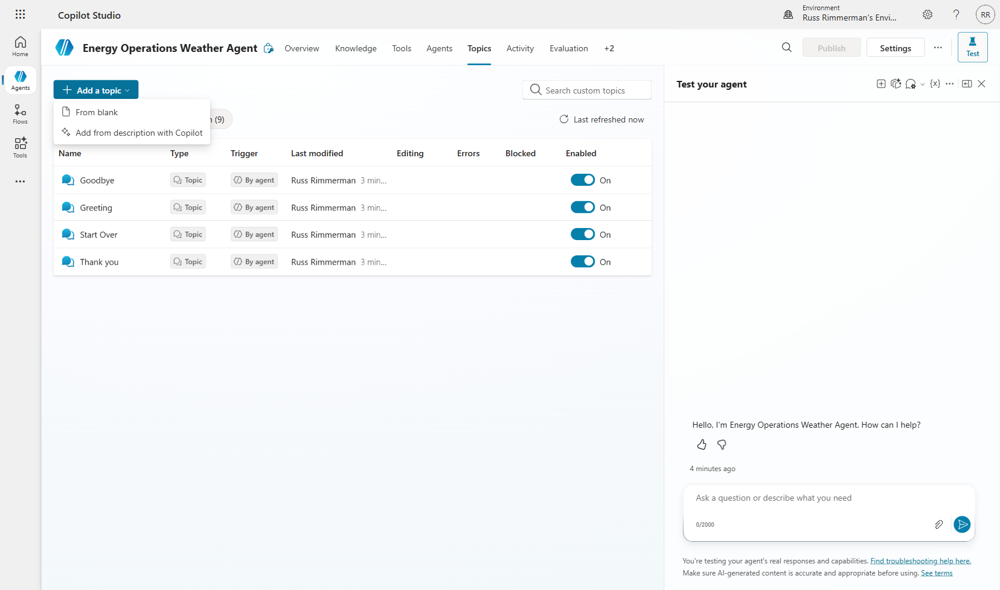 Copilot Studio
Environment
Russ Rimmerman's Envi...
RR
Home
Agents
Flows
Tools
Energy Operations Weather Agent
Overview
Knowledge
Tools
Agents
Topics
Activity
Evaluation
+2
Publish
Settings
Test
Add a topic
Search custom topics
From blank
Add from description with Copilot
(9)
Last refreshed now
Name Type Trigger Last modified Editing Errors Blocked Enabled
Goodbye Topic By agent Russ Rimmerman 3 min... On
Greeting Topic By agent Russ Rimmerman 3 min... On
Start Over Topic By agent Russ Rimmerman 3 min... On
Thank you Topic By agent Russ Rimmerman 3 min... On
Test your agent
{x}
Hello, I'm Energy Operations Weather Agent. How can I help?
4 minutes ago
Ask a question or describe what you need
0/2000
You're testing your agent's real responses and capabilities. Find troubleshooting help here.
Make sure AI-generated content is accurate and appropriate before using. See terms